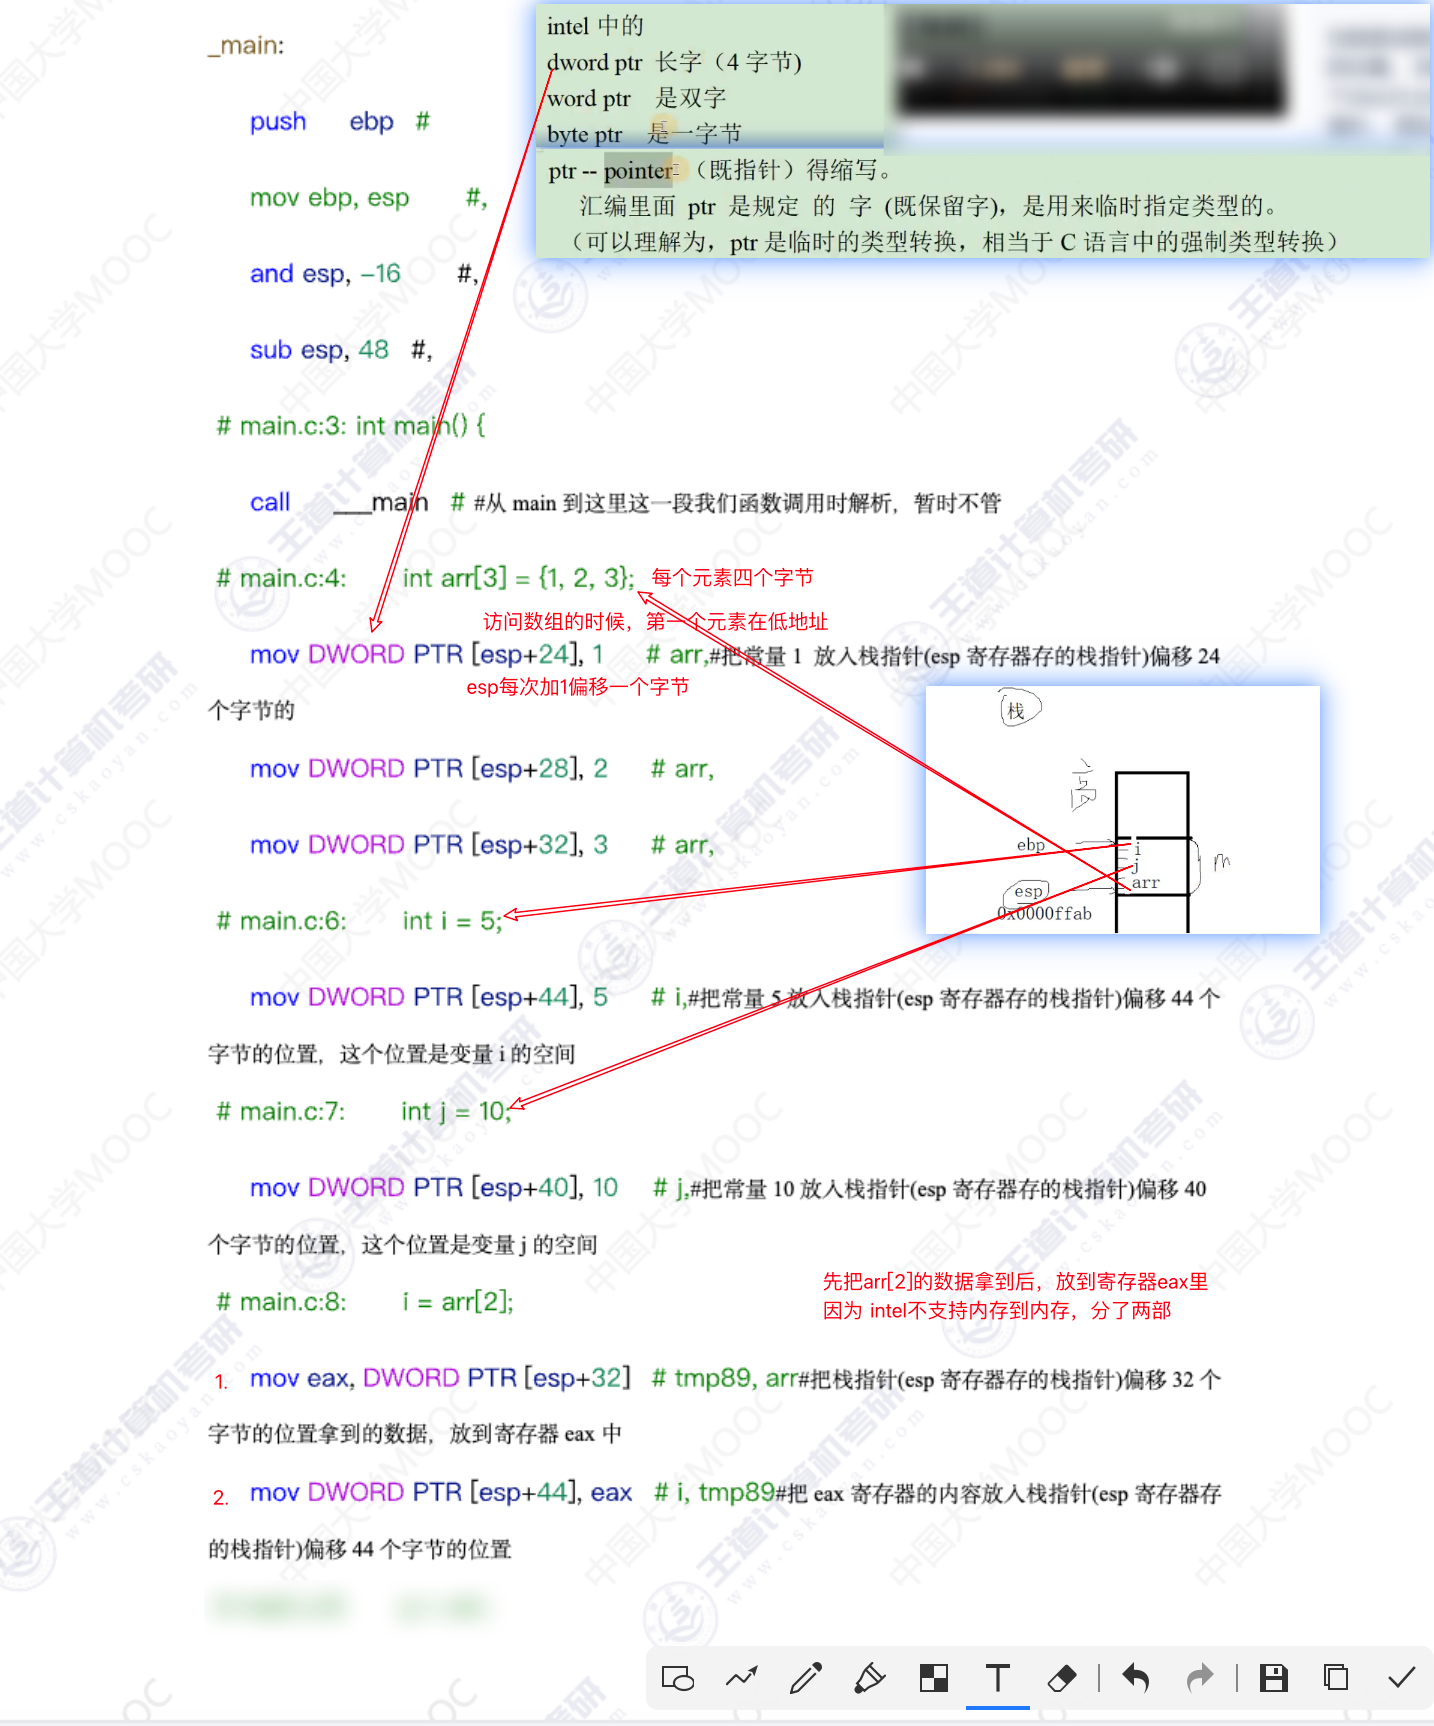 _main:
intel 中的
dword ptr 长字（4 字节)
word ptr 是双字
byte ptr 是一字节
ptr -- pointer （既指针）得缩写。
汇编里面 ptr 是规定 的 字 (既保留字)，是用来临时指定类型的。
（可以理解为，ptr 是临时的类型转换，相当于 C 语言中的强制类型转换）
push ebp #
mov ebp, esp #,
and esp, -16 #,
sub esp, 48 #,
# main.c:3: int main() {
call ___main # #从 main 到这里这一段我们函数调用时解析，暂时不管
# main.c:4: int arr[3] = {1, 2, 3};
每个元素四个字节
访问数组的时候，第一个元素在低地址
mov DWORD PTR [esp+24], 1 # arr,#把常量 1 放入栈指针(esp 寄存器存的栈指针)偏移 24
esp每次加1偏移一个字节
个字节的
mov DWORD PTR [esp+28], 2 # arr,
mov DWORD PTR [esp+32], 3 # arr,
栈
高
ebp
i
j
m
esp
arr
0x0000ffab
# main.c:6: int i = 5;
mov DWORD PTR [esp+44], 5 # i,#把常量 5 放入栈指针(esp 寄存器存的栈指针)偏移 44 个
字节的位置，这个位置是变量 i 的空间
# main.c:7: int j = 10;
mov DWORD PTR [esp+40], 10 # j,#把常量 10 放入栈指针(esp 寄存器存的栈指针)偏移 40
个字节的位置，这个位置是变量 j 的空间
先把arr[2]的数据拿到后，放到寄存器eax里
因为 intel不支持内存到内存，分了两部
# main.c:8: i = arr[2];
1. mov eax, DWORD PTR [esp+32] # tmp89, arr#把栈指针(esp 寄存器存的栈指针)偏移 32 个
字节的位置拿到的数据，放到寄存器 eax 中
2. mov DWORD PTR [esp+44], eax # i, tmp89#把 eax 寄存器的内容放入栈指针(esp 寄存器存
的栈指针)偏移 44 个字节的位置
T
中国大学MOOC
王道计算机考研
www.cskaoyan.com